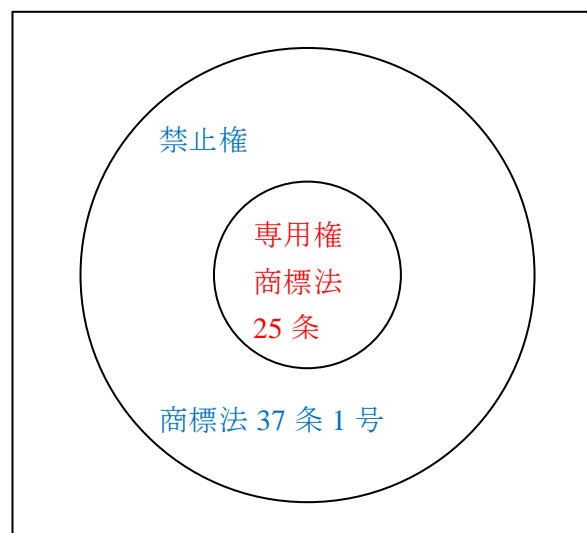 禁止権
専用権
商標法
25 条
商標法 37 条 1 号